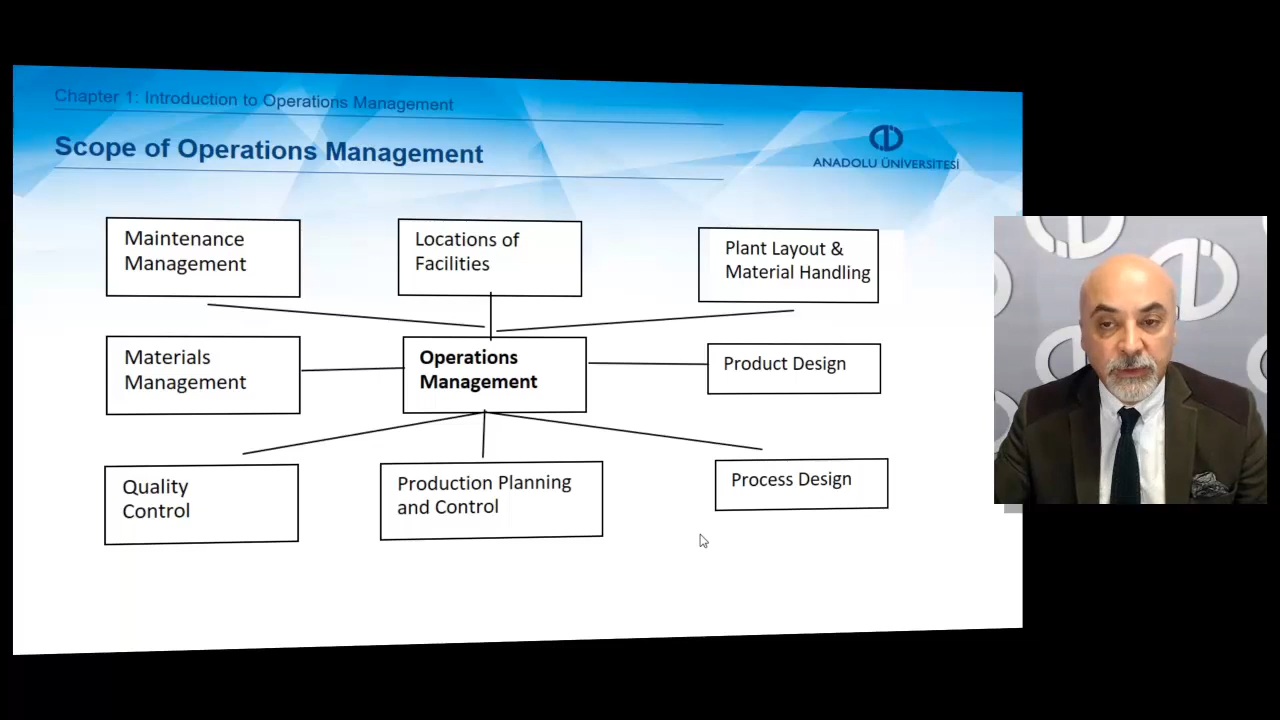 Chapter 1: Introduction to Operations Management
Scope of Operations Management
ANADOLU ÜNİVERSİTESİ
Maintenance
Management
Locations of
Facilities
Plant Layout &
Material Handling
Materials
Management
Operations
Management
Product Design
Quality
Control
Production Planning
and Control
Process Design